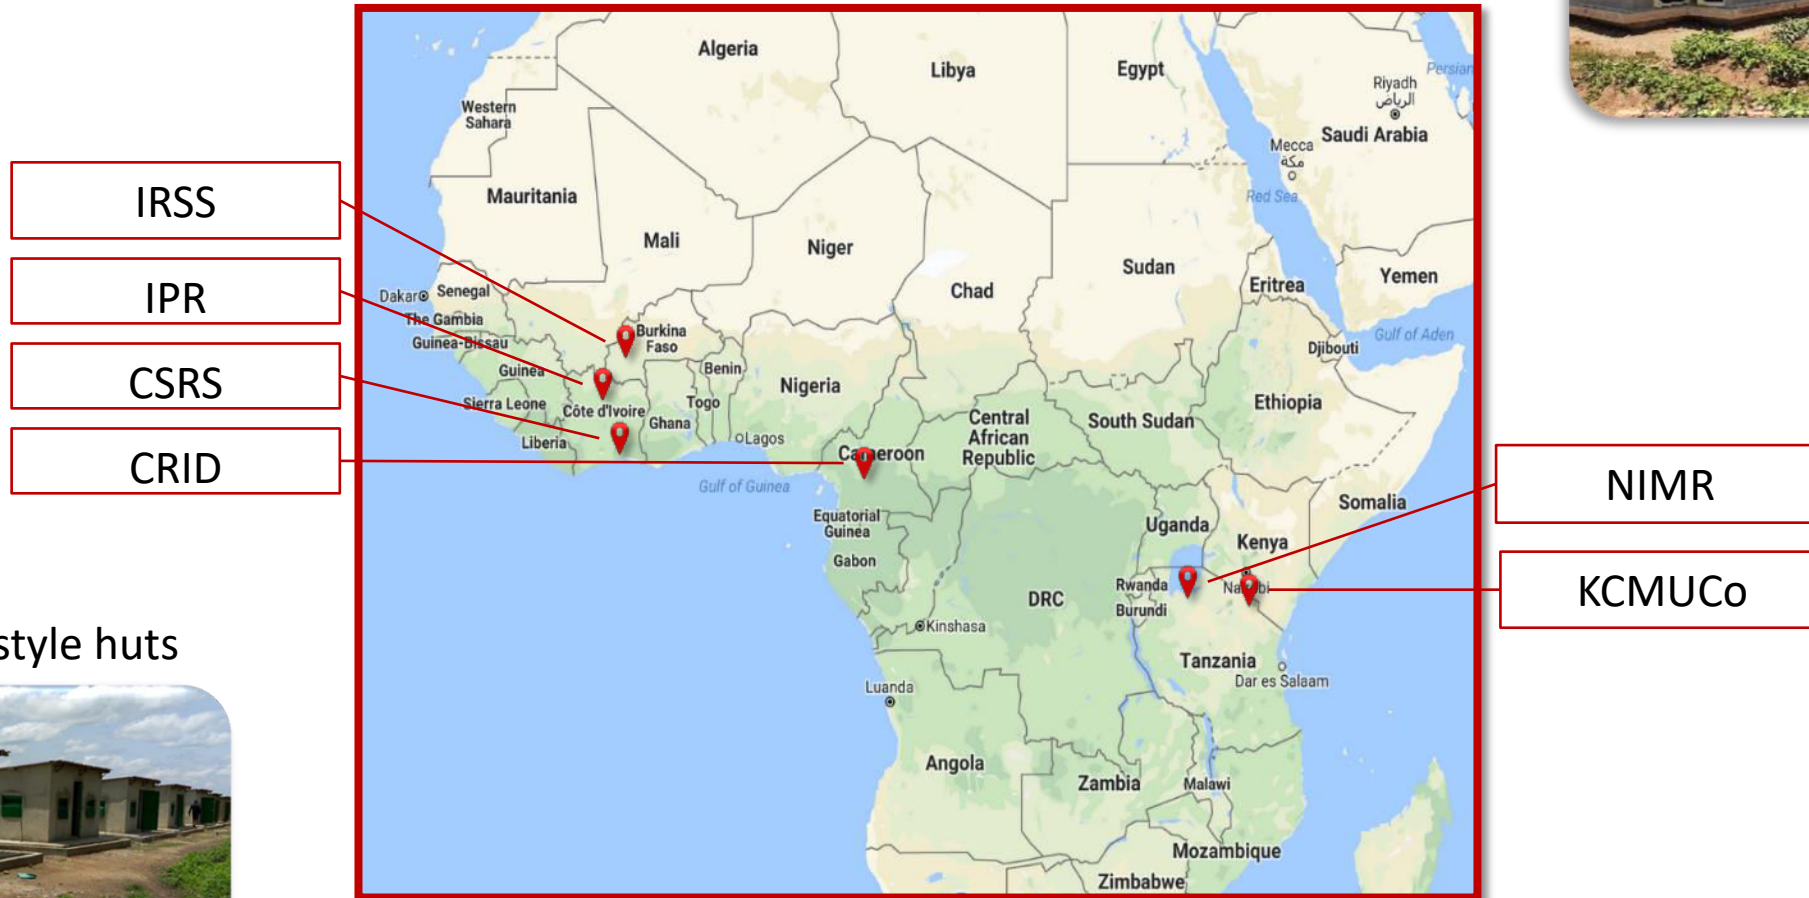 IRSS
IPR
CSRS
CRID
style huts
NIMR
KCMUCo
Algeria
Libya
Egypt
Riyadh
الرياض
Persian
Western
Sahara
Saudi Arabia
Mecca
مكة
Red Sea
Mauritania
Mali
Niger
Chad
Sudan
Eritrea
Yemen
Dakar
Senegal
The Gambia
Guinea-Bissau
Guinea
Sierra Leone
Liberia
Côte d'Ivoire
Burkina
Faso
Ghana
Togo
Benin
Nigeria
Lagos
Gulf of Guinea
Cameroon
Central
African
Republic
South Sudan
Ethiopia
Djibouti
Gulf of Aden
Somalia
Equatorial
Guinea
Gabon
Uganda
Kenya
Nairobi
Rwanda
Burundi
DRC
Kinshasa
Tanzania
Dar es Salaam
Luanda
Angola
Zambia
Malawi
Mozambique
Zimbabwe